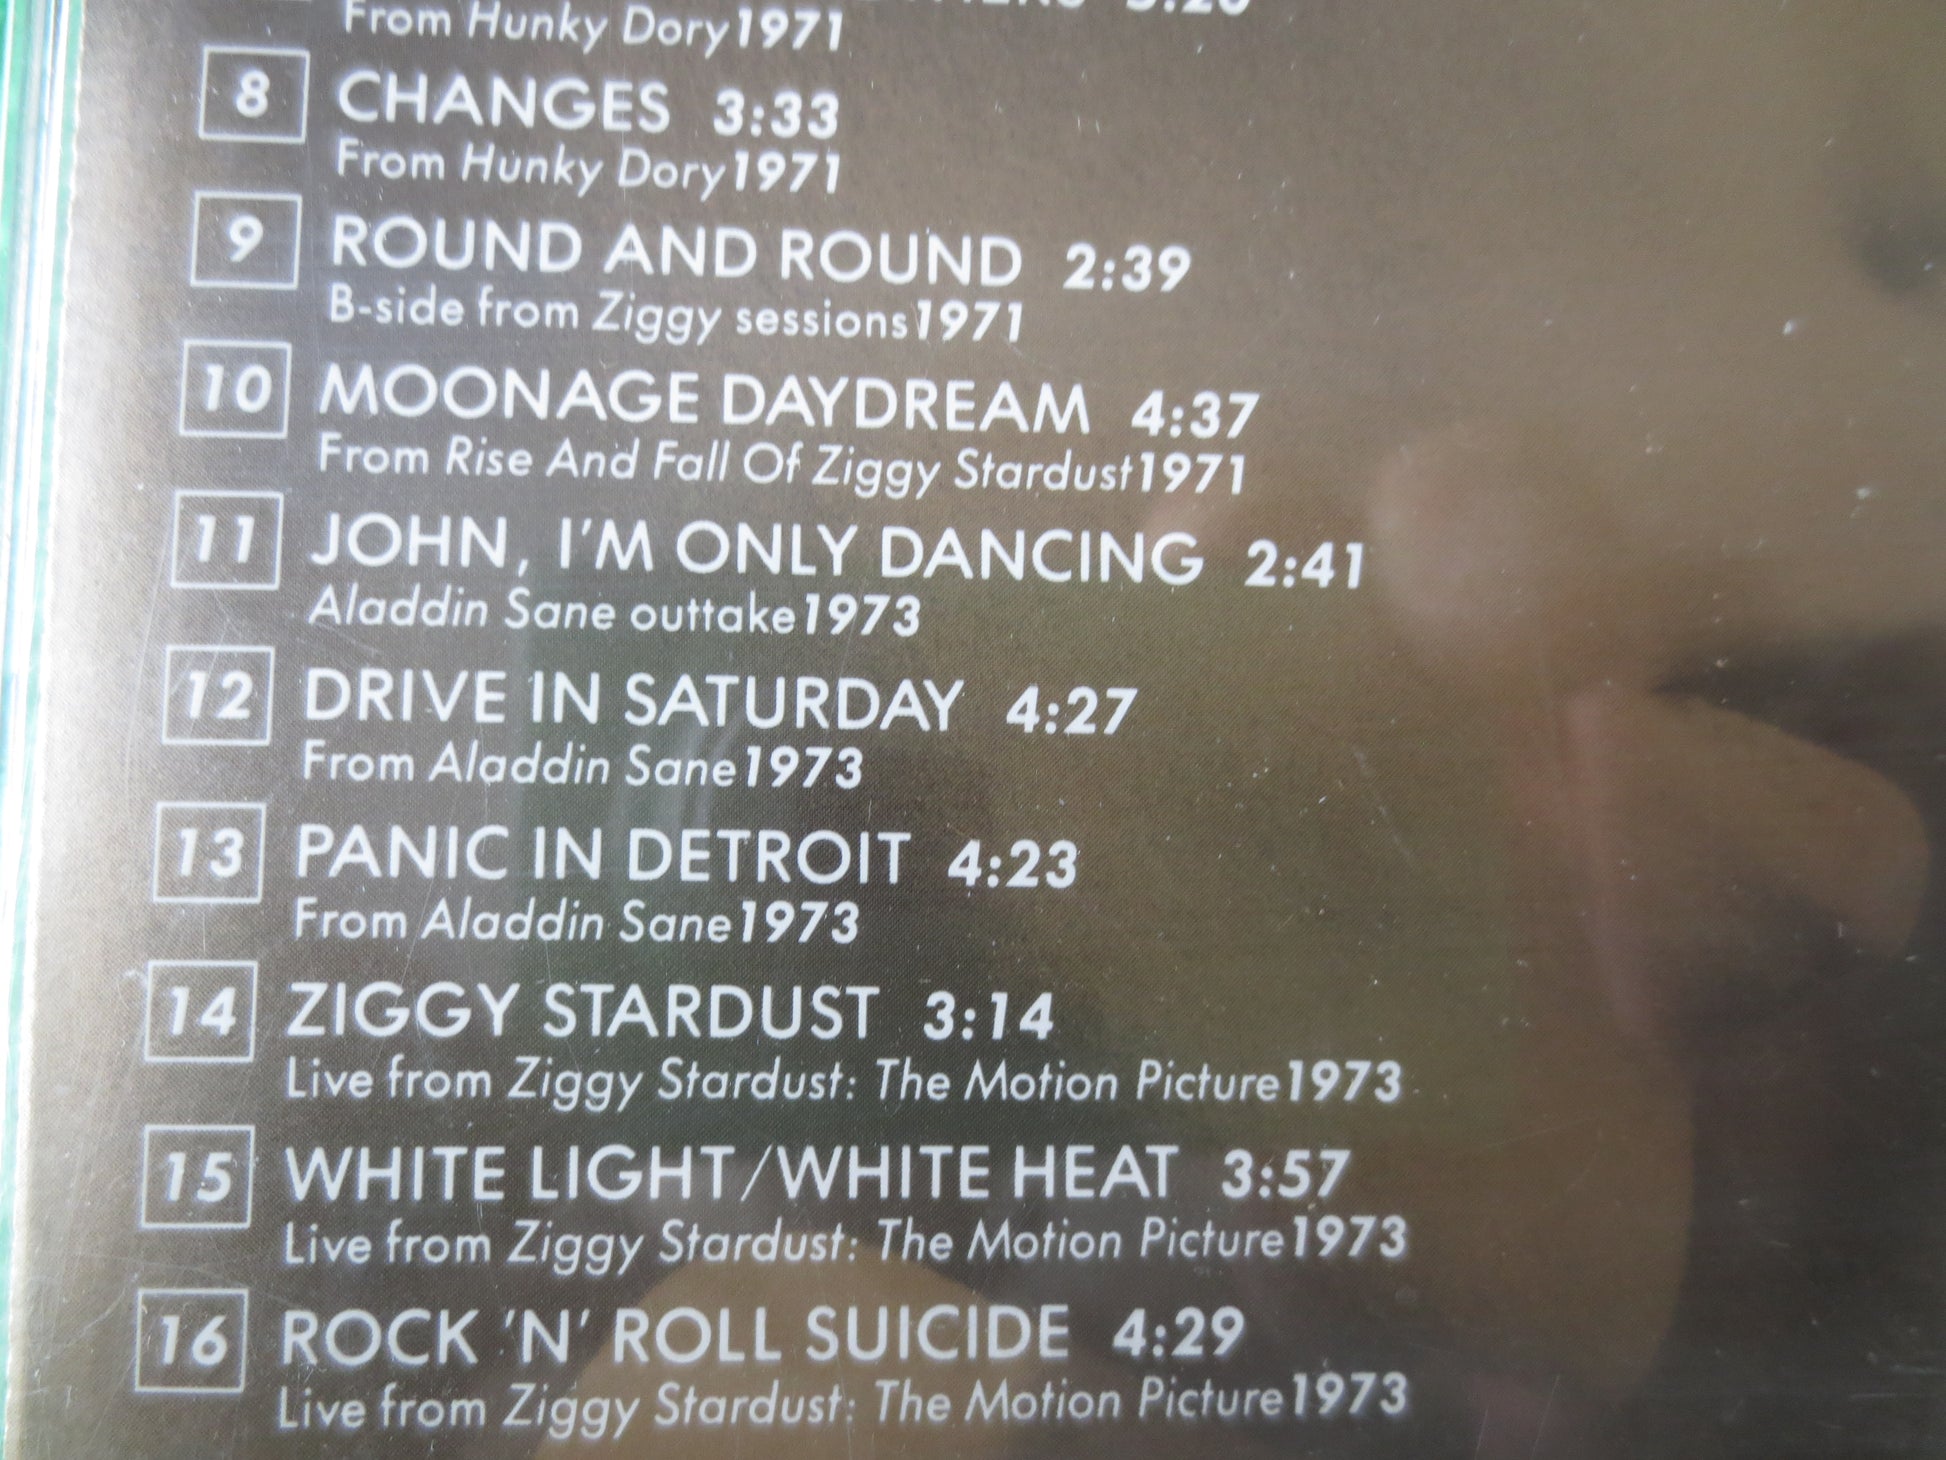 From Hunky Dory 1971
8 CHANGES 3:33
From Hunky Dory 1971
9 ROUND AND ROUND 2:39
B-side from Ziggy sessions 1971
10 MOONAGE DAYDREAM 4:37
From Rise And Fall Of Ziggy Stardust 1971
11 JOHN, I'M ONLY DANCING 2:41
Aladdin Sane outtake 1973
12 DRIVE IN SATURDAY 4:27
From Aladdin Sane 1973
13 PANIC IN DETROIT 4:23
From Aladdin Sane 1973
14 ZIGGY STARDUST 3:14
Live from Ziggy Stardust: The Motion Picture 1973
15 WHITE LIGHT/WHITE HEAT 3:57
Live from Ziggy Stardust: The Motion Picture 1973
16 ROCK 'N' ROLL SUICIDE 4:29
Live from Ziggy Stardust: The Motion Picture 1973